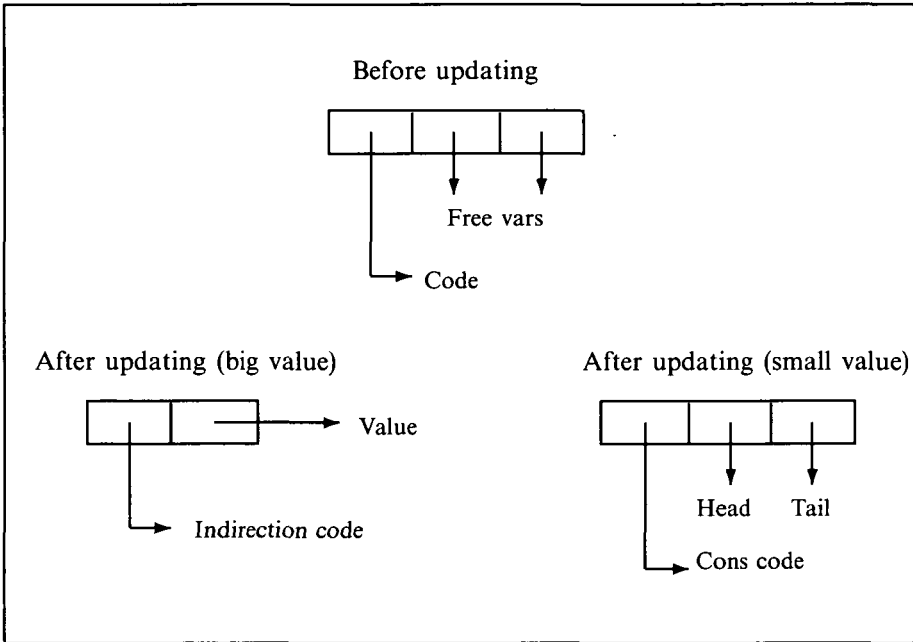 Before updating
Free vars
Code
After updating (big value)
After updating (small value)
Value
Head Tail
Indirection code
Cons code